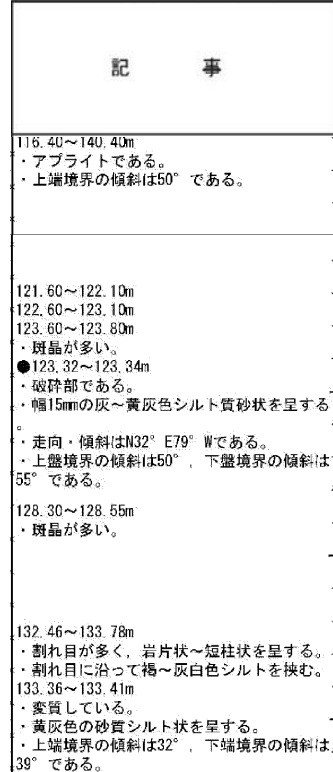 記 事
116.40～140.40m
・アプライトである。
・上端境界の傾斜は50°である。
121.60～122.10m
122.60～123.10m
123.60～123.80m
・斑晶が多い。
●123.32～123.34m
・破砕部である。
・幅15mmの灰～黄灰色シルト質砂状を呈する
。
・走向・傾斜はN32°E79°Wである。
・上盤境界の傾斜は50°，下盤境界の傾斜は
55°である。
128.30～128.55m
・斑晶が多い。
132.46～133.78m
・割れ目が多く，岩片状～短柱状を呈する。
・割れ目に沿って褐～灰白色シルトを挟む。
133.36～133.41m
・変質している。
・黄灰色の砂質シルト状を呈する。
・上端境界の傾斜は32°，下端境界の傾斜は
39°である。